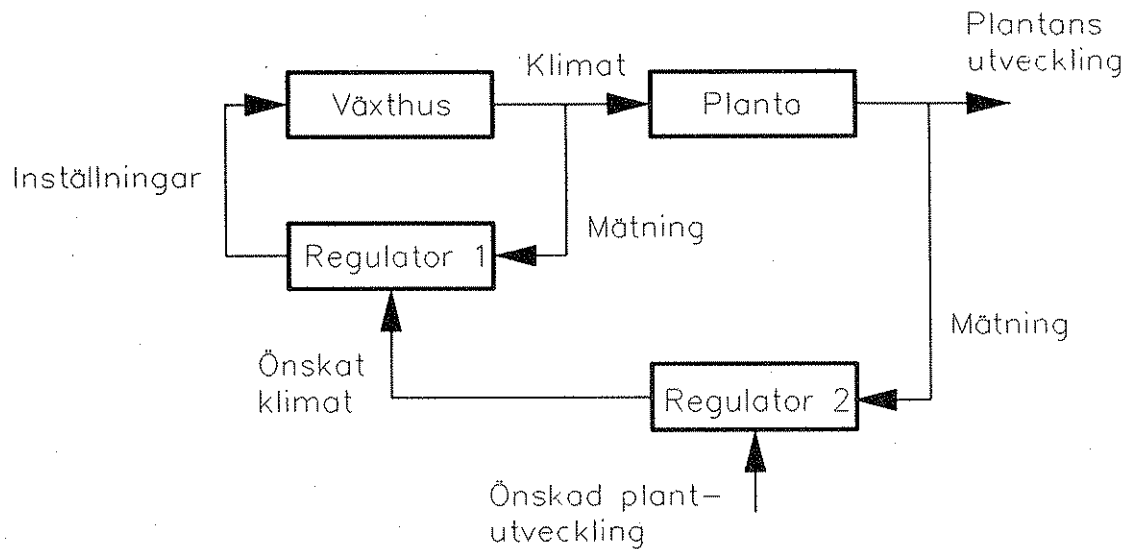 Plantans
utveckling
Klimat
Växthus
Planta
Inställningar
Mätning
Regulator 1
Mätning
Önskat
klimat
Regulator 2
Önskad plant-
utveckling